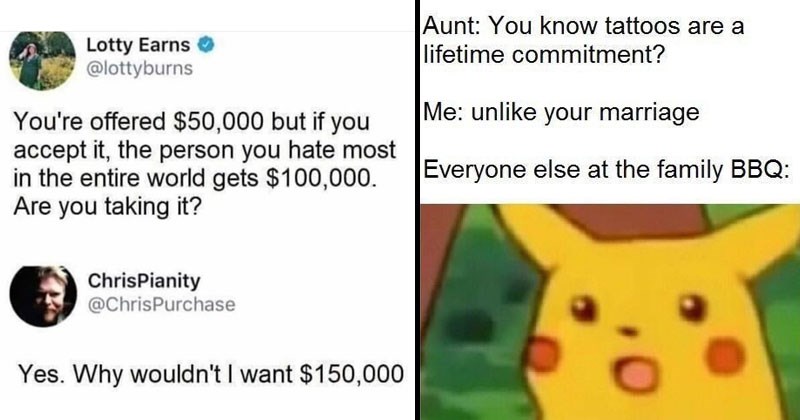 Lotty Earns
@lottyburns
You're offered $50,000 but if you
accept it, the person you hate most
in the entire world gets $100,000.
Are you taking it?
ChrisPianity
@ChrisPurchase
Yes. Why wouldn't I want $150,000
Aunt: You know tattoos are a
lifetime commitment?
Me: unlike your marriage
Everyone else at the family BBQ: